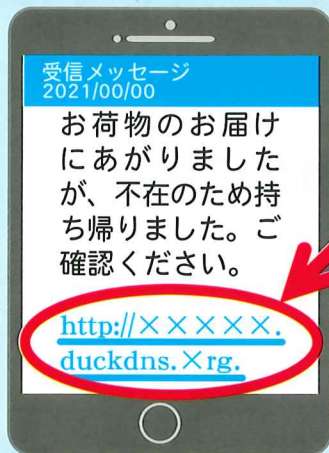 受信メッセージ
2021/00/00
お荷物のお届け
にあがりました
が、不在のため持
ち帰りました。ご
確認ください。
http://×××××.
duckdns.×rg.